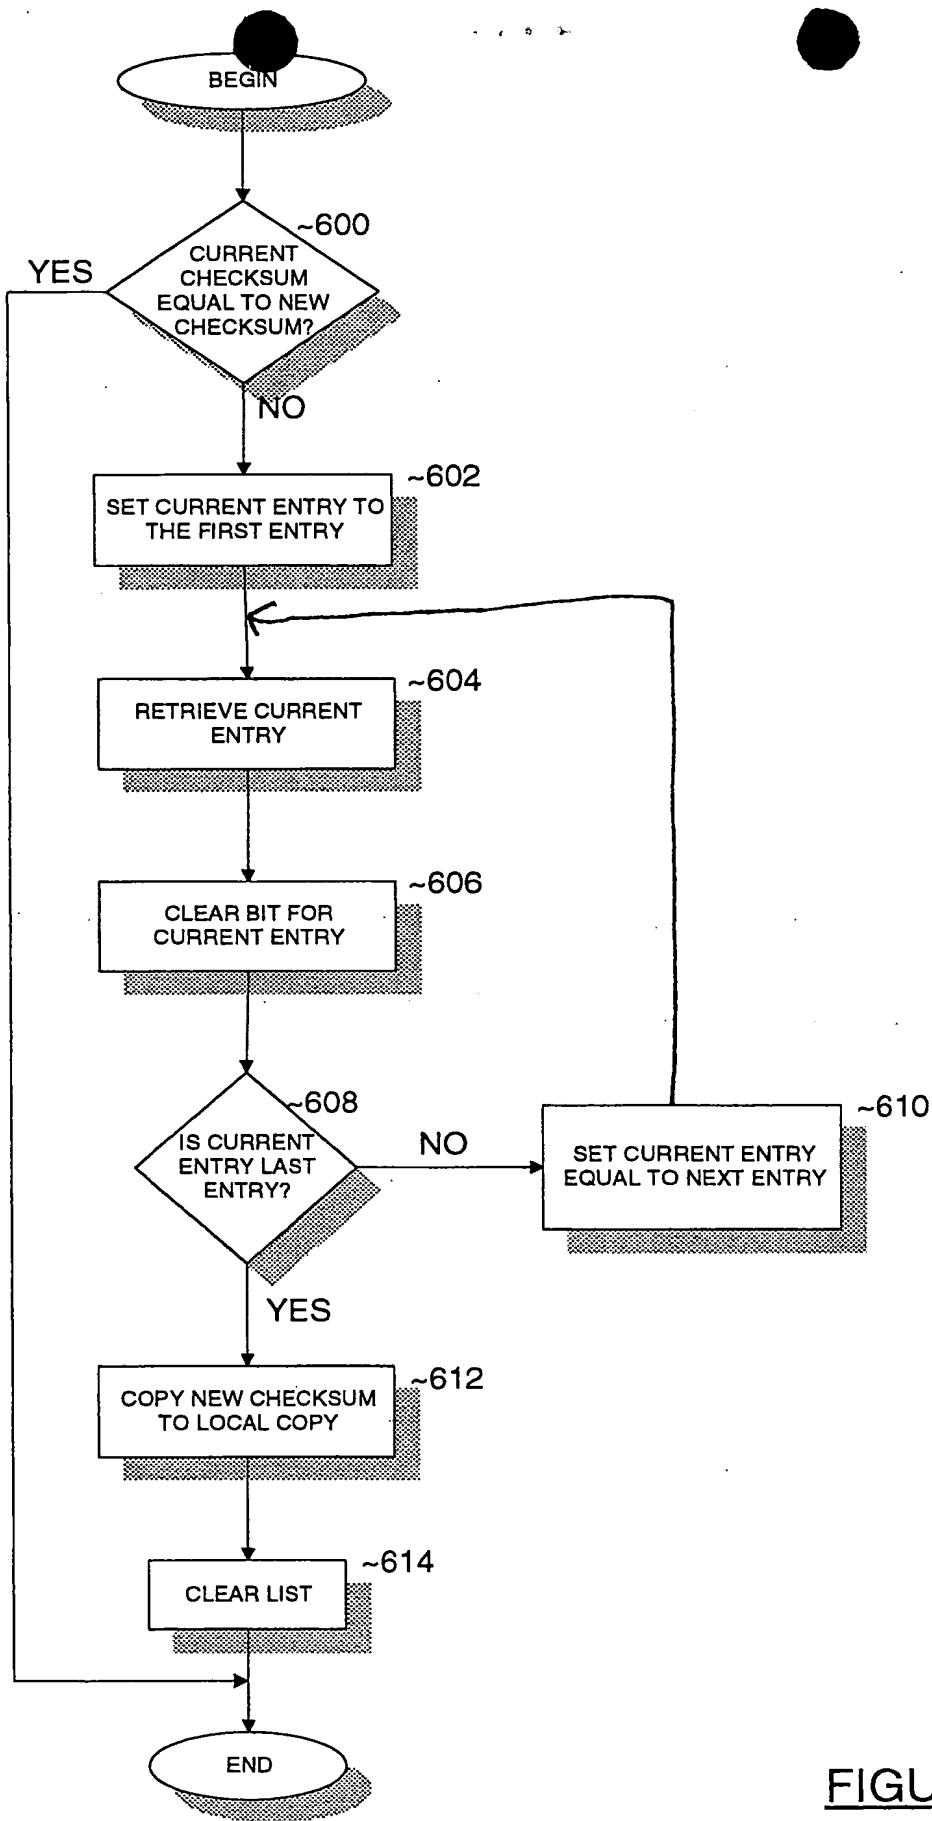 BEGIN
~600
CURRENT
CHECKSUM
EQUAL TO NEW
CHECKSUM?
YES
NO
~602
SET CURRENT ENTRY TO
THE FIRST ENTRY
~604
RETRIEVE CURRENT
ENTRY
~606
CLEAR BIT FOR
CURRENT ENTRY
~608
IS CURRENT
ENTRY LAST
ENTRY?
NO
~610
SET CURRENT ENTRY
EQUAL TO NEXT ENTRY
YES
~612
COPY NEW CHECKSUM
TO LOCAL COPY
~614
CLEAR LIST
END
FIGU